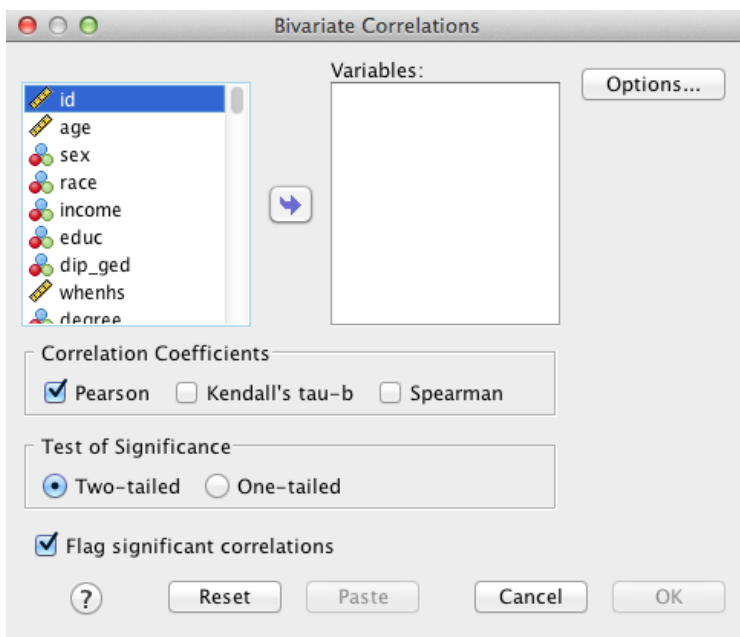 Bivariate Correlations
Variables:
Options...
id
age
sex
race
income
educ
dip_ged
whenhs
degree
Correlation Coefficients
Pearson Kendall's tau-b Spearman
Test of Significance
Two-tailed One-tailed
Flag significant correlations
? Reset Paste Cancel OK